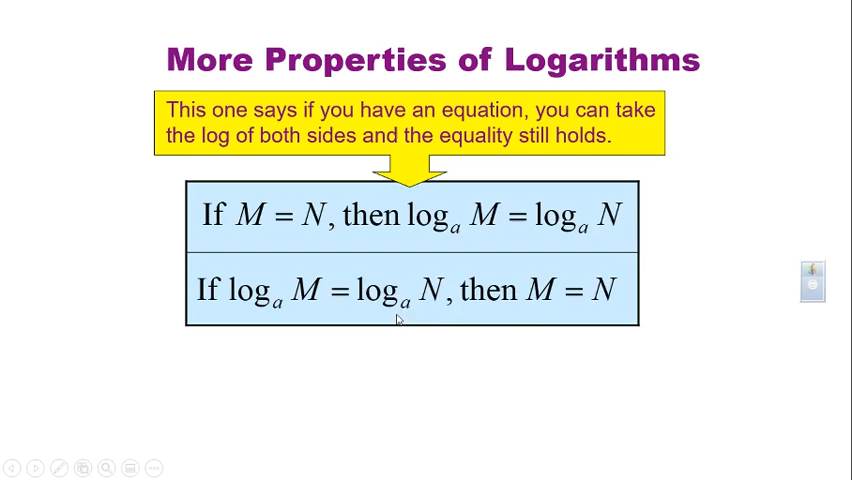 More Properties of Logarithms
This one says if you have an equation, you can take
the log of both sides and the equality still holds.
If M = N, then logₐ M = logₐ N
If logₐ M = logₐ N, then M = N